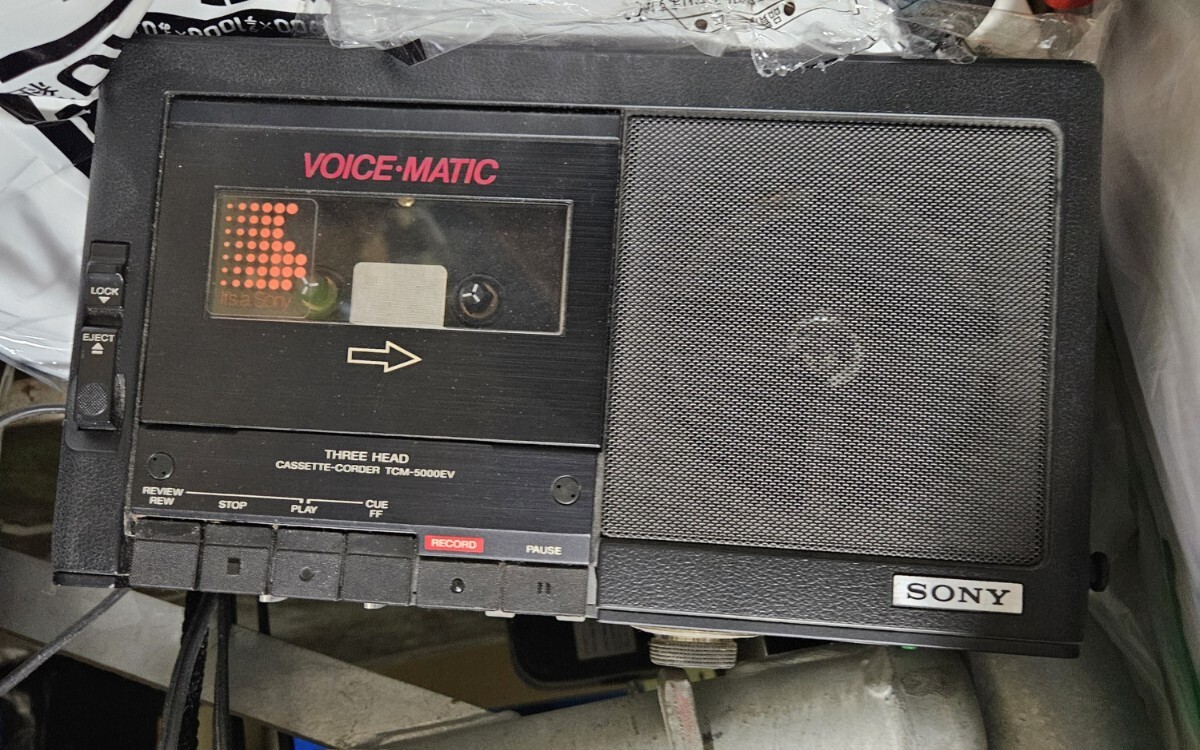 VOICE·MATIC
It's a Sony
LOCK
EJECT
THREE HEAD
CASSETTE-CORDER TCM-5000EV
REVIEW
REW
STOP
PLAY
CUE
FF
RECORD
PAUSE
SONY